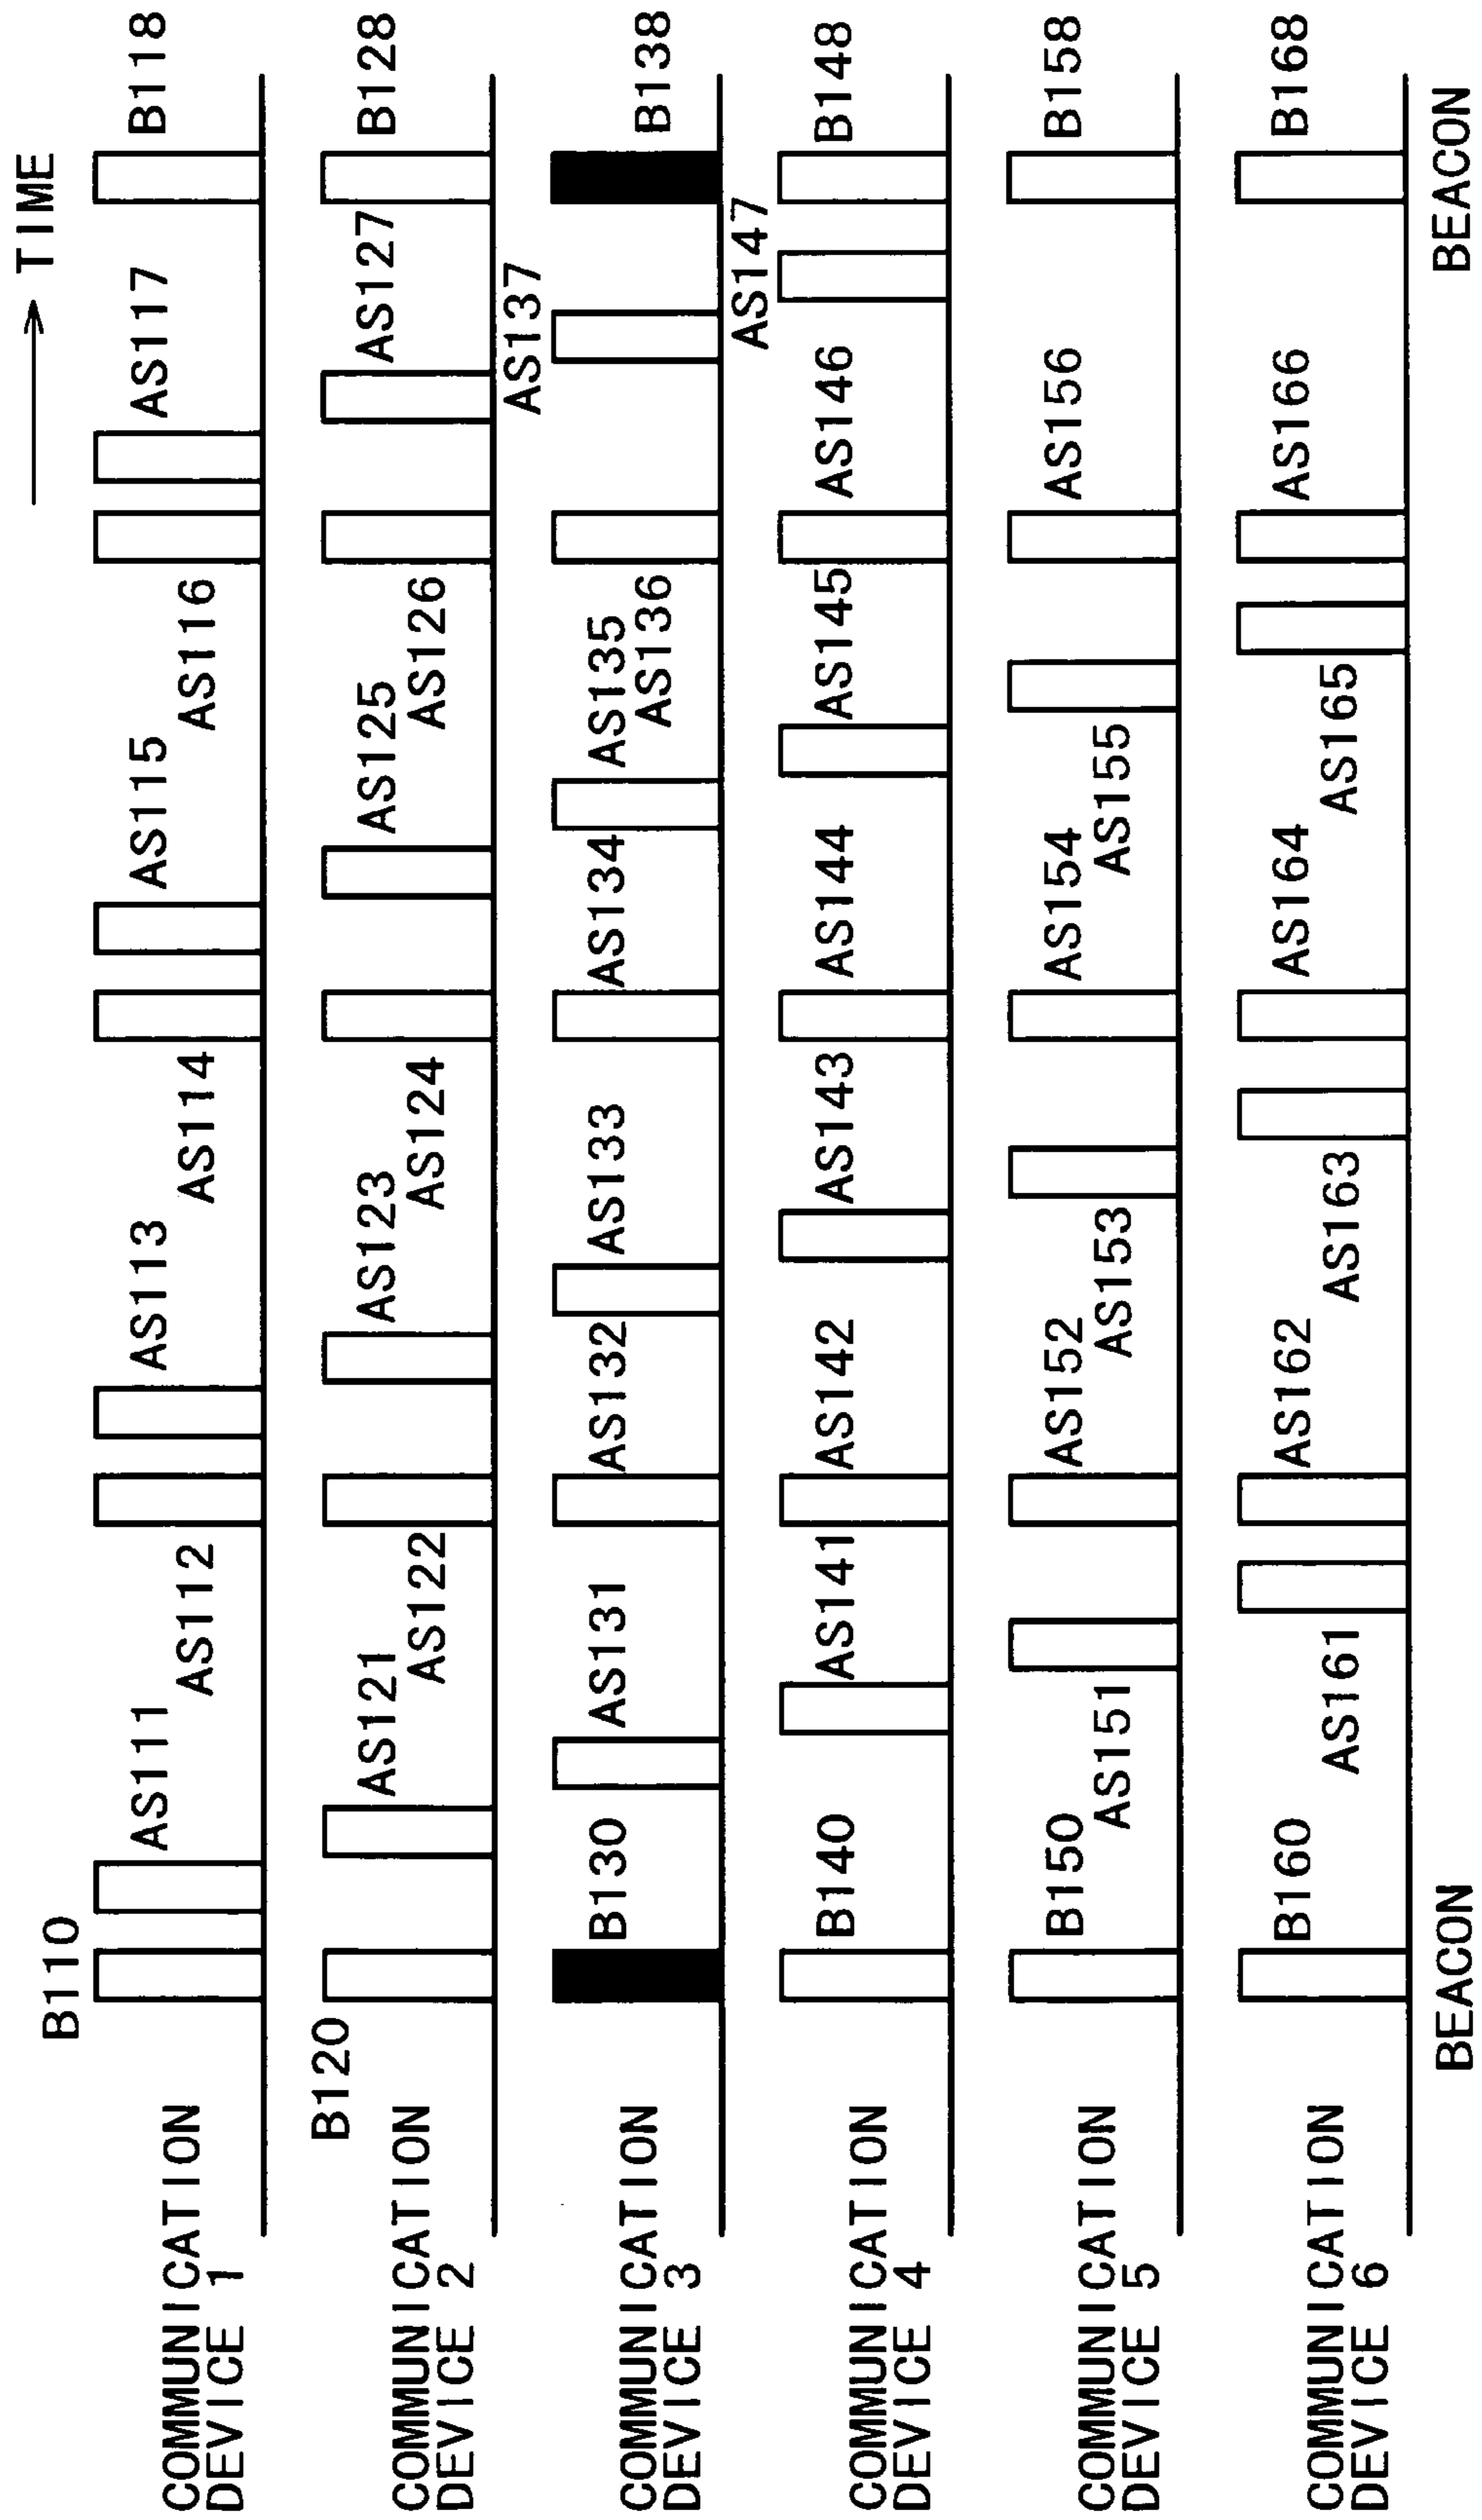 → TIME
B110
AS111
AS112
AS113
AS114
AS115
AS116
AS117
B118
COMMUNICATION
DEVICE 1
B120
AS121
AS122
AS123
AS124
AS125
AS126
AS127
B128
COMMUNICATION
DEVICE 2
AS137
B130
AS131
AS132
AS133
AS134
AS135
AS136
B138
COMMUNICATION
DEVICE 3
AS147
B140
AS141
AS142
AS143
AS144
AS145
AS146
B148
COMMUNICATION
DEVICE 4
B150
AS151
AS152
AS153
AS154
AS155
AS156
B158
COMMUNICATION
DEVICE 5
B160
AS161
AS162
AS163
AS164
AS165
AS166
B168
COMMUNICATION
DEVICE 6
BEACON
BEACON